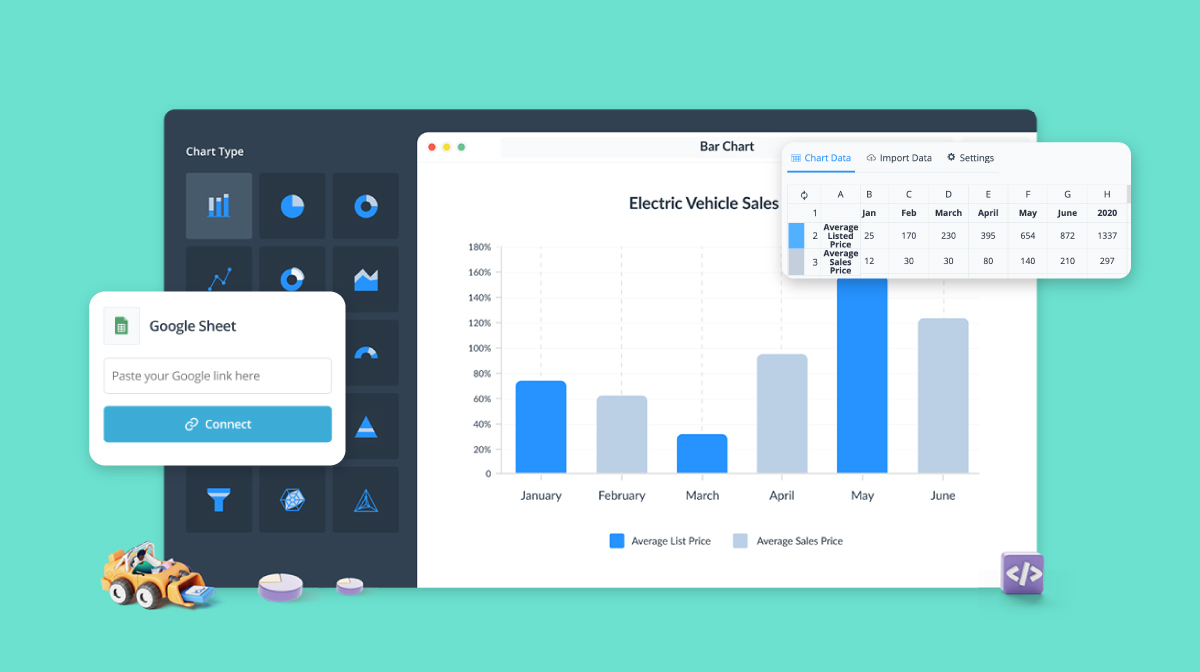 Chart Type
Bar Chart
Chart Data Import Data Settings
A B C D E F G H
1 Jan Feb March April May June 2020
2 Average Listed Price 25 170 230 395 654 872 1337
3 Average Sales Price 12 30 30 80 140 210 297
Electric Vehicle Sales
180%
160%
140%
120%
100%
80%
60%
40%
20%
0
January February March April May June
Average List Price Average Sales Price
Google Sheet
Paste your Google link here
Connect
</>